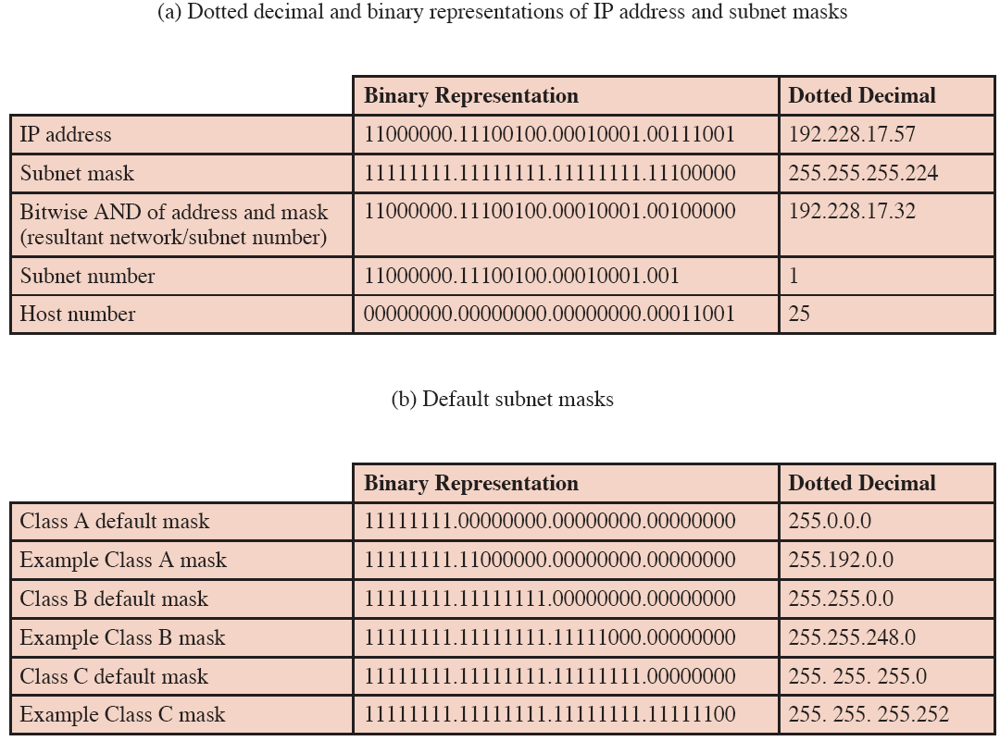 (a) Dotted decimal and binary representations of IP address and subnet masks
Binary Representation Dotted Decimal
IP address 11000000.11100100.00010001.00111001 192.228.17.57
Subnet mask 11111111.11111111.11111111.11100000 255.255.255.224
Bitwise AND of address and mask 11000000.11100100.00010001.00100000 192.228.17.32
(resultant network/subnet number)
Subnet number 11000000.11100100.00010001.001 1
Host number 00000000.00000000.00000000.00011001 25
(b) Default subnet masks
Binary Representation Dotted Decimal
Class A default mask 11111111.00000000.00000000.00000000 255.0.0.0
Example Class A mask 11111111.11000000.00000000.00000000 255.192.0.0
Class B default mask 11111111.11111111.00000000.00000000 255.255.0.0
Example Class B mask 11111111.11111111.11111000.00000000 255.255.248.0
Class C default mask 11111111.11111111.11111111.00000000 255. 255. 255.0
Example Class C mask 11111111.11111111.11111111.11111100 255. 255. 255.252